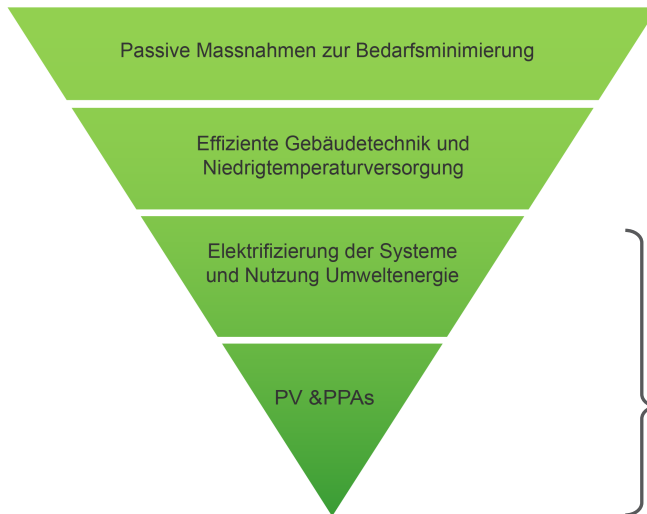 Passive Massnahmen zur Bedarfsminimierung
Effiziente Gebäudetechnik und
Niedrigtemperaturversorgung
Elektrifizierung der Systeme
und Nutzung Umweltenergie
PV &PPAs